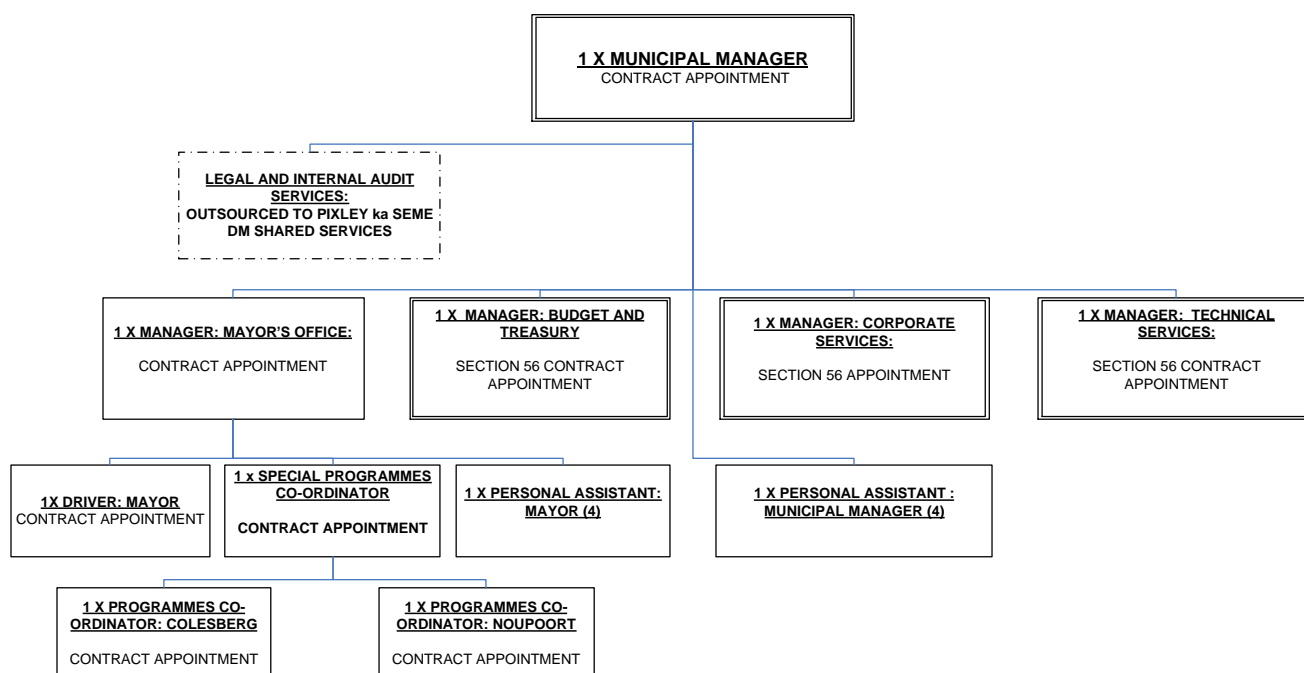 1 X MUNICIPAL MANAGER
CONTRACT APPOINTMENT
LEGAL AND INTERNAL AUDIT
SERVICES:
OUTSOURCED TO PIXLEY ka SEME
DM SHARED SERVICES
1 X MANAGER: MAYOR'S OFFICE:
CONTRACT APPOINTMENT
1 X MANAGER: BUDGET AND
TREASURY
SECTION 56 CONTRACT
APPOINTMENT
1 X MANAGER: CORPORATE
SERVICES:
SECTION 56 APPOINTMENT
1 X MANAGER: TECHNICAL
SERVICES:
SECTION 56 CONTRACT
APPOINTMENT
1X DRIVER: MAYOR
CONTRACT APPOINTMENT
1 x SPECIAL PROGRAMMES
CO-ORDINATOR
CONTRACT APPOINTMENT
1 X PERSONAL ASSISTANT:
MAYOR (4)
1 X PERSONAL ASSISTANT :
MUNICIPAL MANAGER (4)
1 X PROGRAMMES CO-
ORDINATOR: COLESBERG
CONTRACT APPOINTMENT
1 X PROGRAMMES CO-
ORDINATOR: NOUPOORT
CONTRACT APPOINTMENT